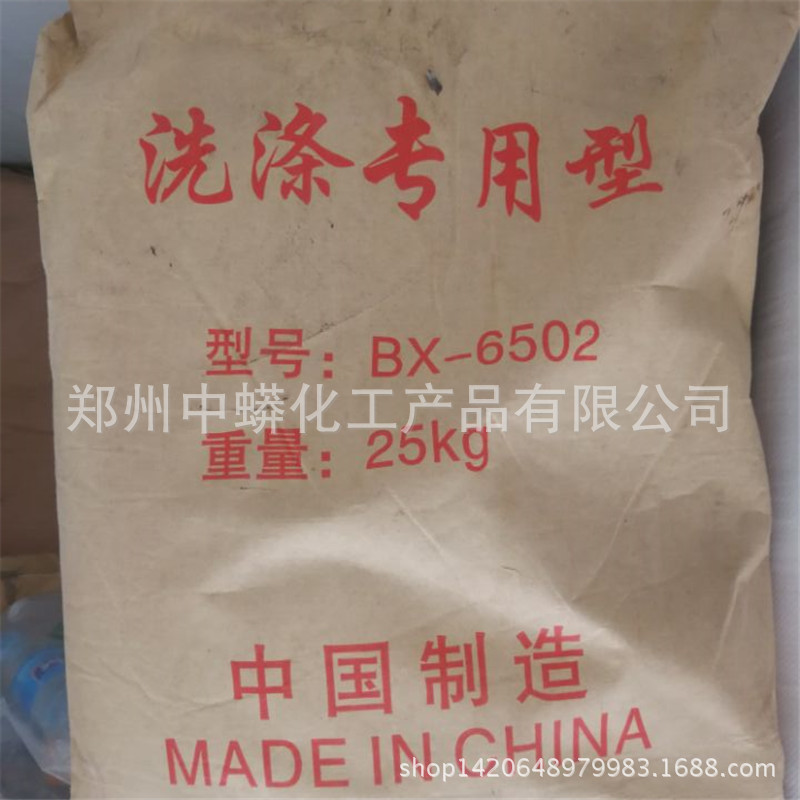 洗涤专用型
型号：BX-6502
郑州中蟒化工产品有限公司
重量：25kg
中国制造
MADE IN CHINA
shop1420648979983.1688.com